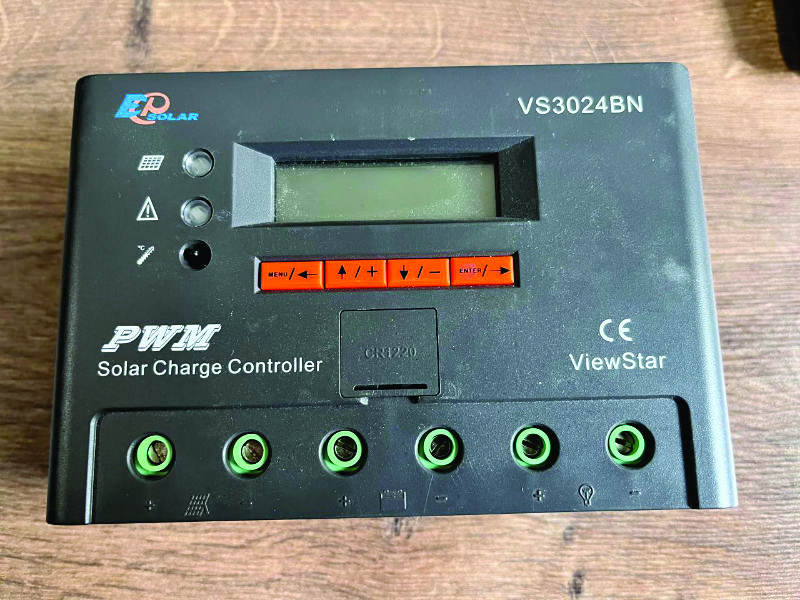 EP SOLAR
VS3024BN
°C
MENU/← ↑/+ ↓/− ENTER/→
PWM
CR1220
CE
Solar Charge Controller
ViewStar
+ − + − + −